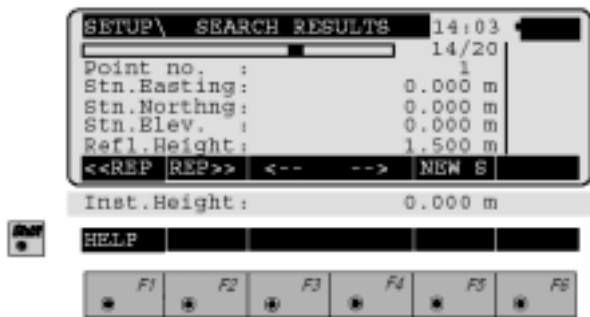 SETUP\ SEARCH RESULTS 14:03
14/20
Point no. : 1
Stn.Easting: 0.000 m
Stn.Northng: 0.000 m
Stn.Elev. : 0.000 m
Refl.Height: 1.500 m
<<REP REP>> <-- --> NEW S
Inst.Height: 0.000 m
Shift
HELP
F1 F2 F3 F4 F5 F6